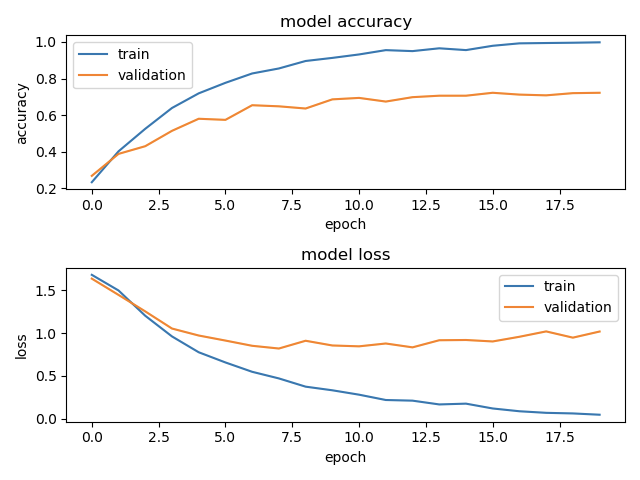 model accuracy
1.0
0.8
0.6
0.4
0.2
accuracy
train
validation
0.0 2.5 5.0 7.5 10.0 12.5 15.0 17.5
epoch
model loss
1.5
1.0
0.5
0.0
loss
train
validation
0.0 2.5 5.0 7.5 10.0 12.5 15.0 17.5
epoch